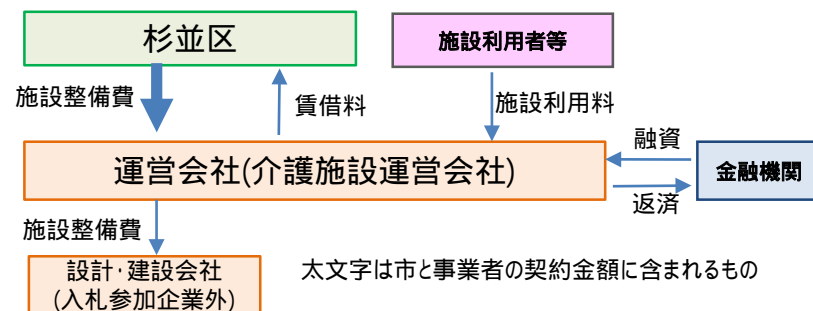 杉並区
施設利用者等
施設整備費
賃借料
施設利用料
融資
運営会社(介護施設運営会社)
金融機関
返済
施設整備費
設計・建設会社
(入札参加企業外)
太文字は市と事業者の契約金額に含まれるもの